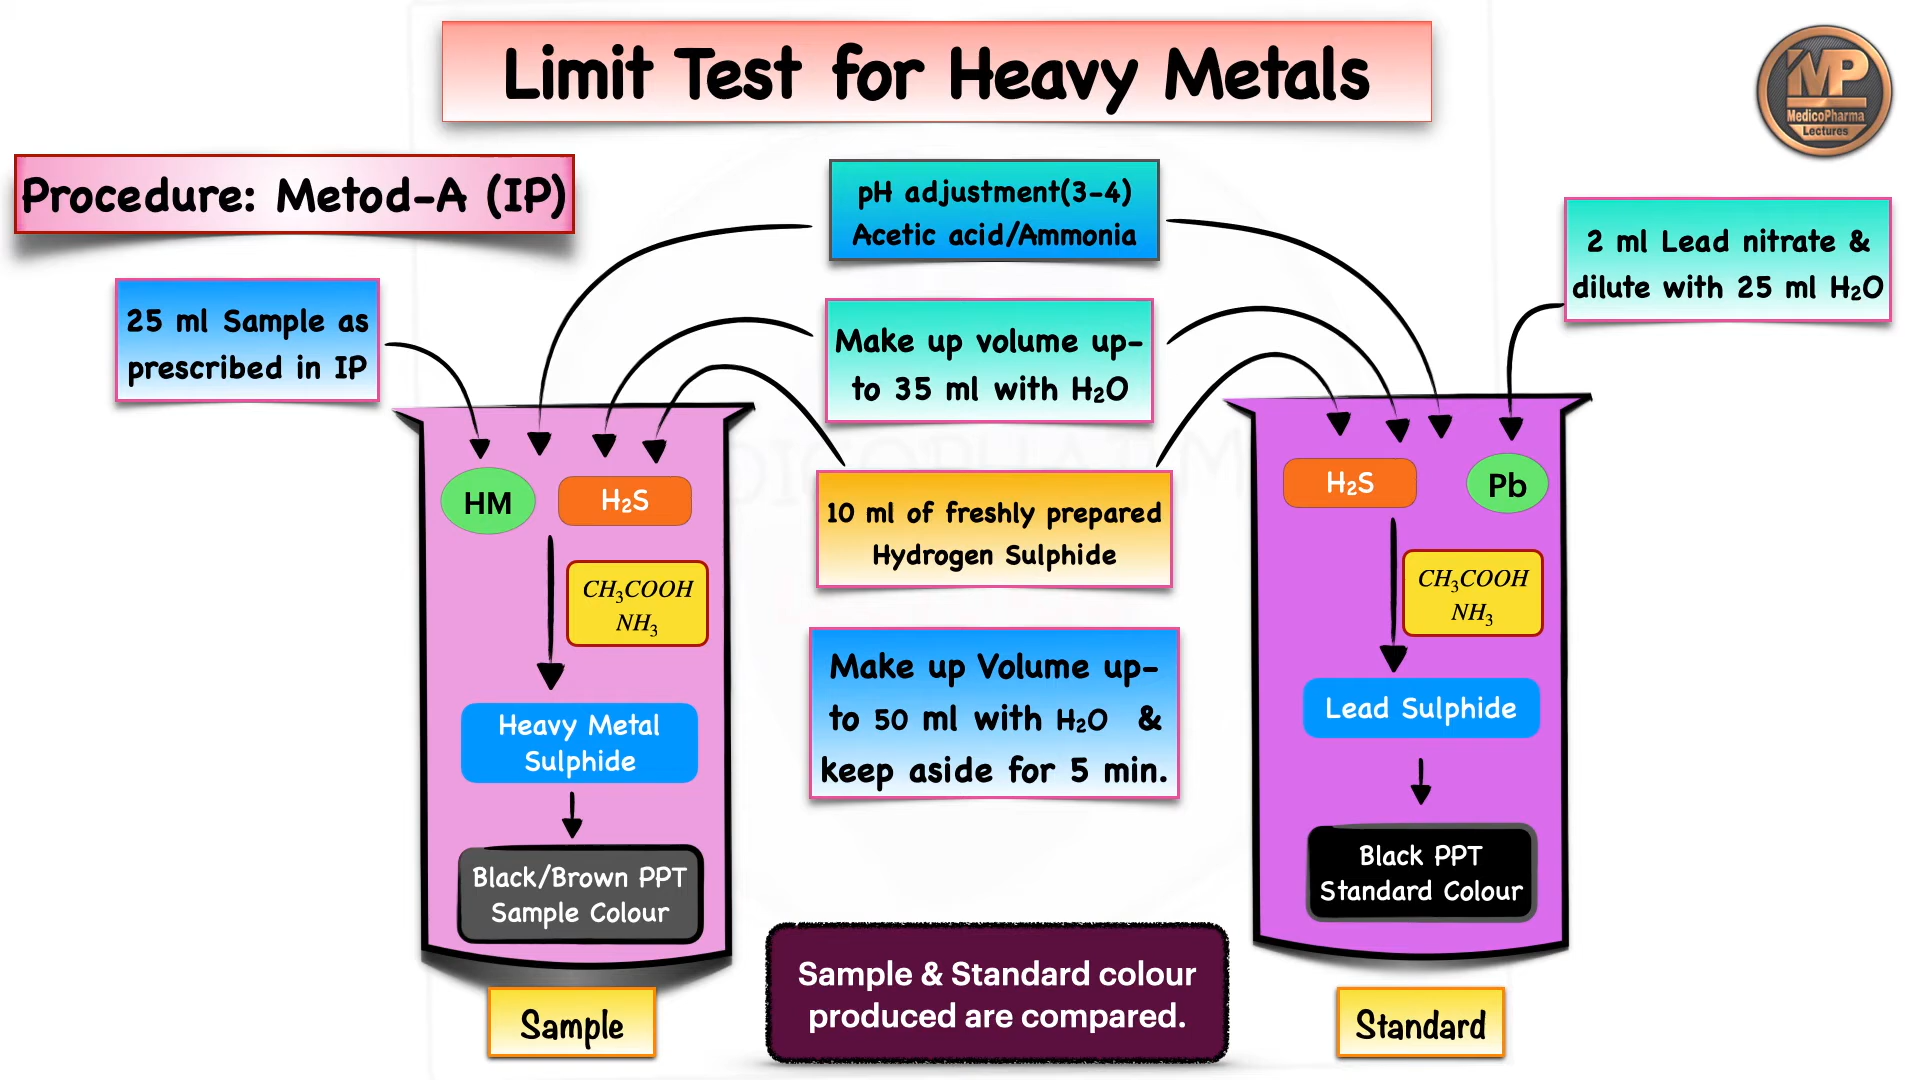 Limit Test for Heavy Metals
MP
MedicoPharma
Lectures
Procedure: Metod-A (IP)
pH adjustment(3-4)
Acetic acid/Ammonia
2 ml Lead nitrate &
dilute with 25 ml H₂O
25 ml Sample as
prescribed in IP
Make up volume up-
to 35 ml with H₂O
10 ml of freshly prepared
Hydrogen Sulphide
Make up Volume up-
to 50 ml with H₂O &
keep aside for 5 min.
HM
H₂S
CH₃COOH
NH₃
Heavy Metal
Sulphide
Black/Brown PPT
Sample Colour
Sample
H₂S
Pb
CH₃COOH
NH₃
Lead Sulphide
Black PPT
Standard Colour
Standard
Sample & Standard colour
produced are compared.